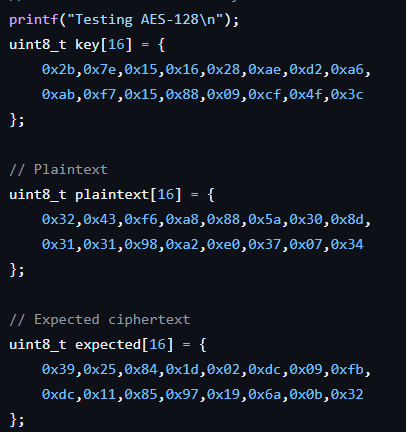 printf("Testing AES-128\n");
uint8_t key[16] = {
0x2b,0x7e,0x15,0x16,0x28,0xae,0xd2,0xa6,
0xab,0xf7,0x15,0x88,0x09,0xcf,0x4f,0x3c
};
// Plaintext
uint8_t plaintext[16] = {
0x32,0x43,0xf6,0xa8,0x88,0x5a,0x30,0x8d,
0x31,0x31,0x98,0xa2,0xe0,0x37,0x07,0x34
};
// Expected ciphertext
uint8_t expected[16] = {
0x39,0x25,0x84,0x1d,0x02,0xdc,0x09,0xfb,
0xdc,0x11,0x85,0x97,0x19,0x6a,0x0b,0x32
};